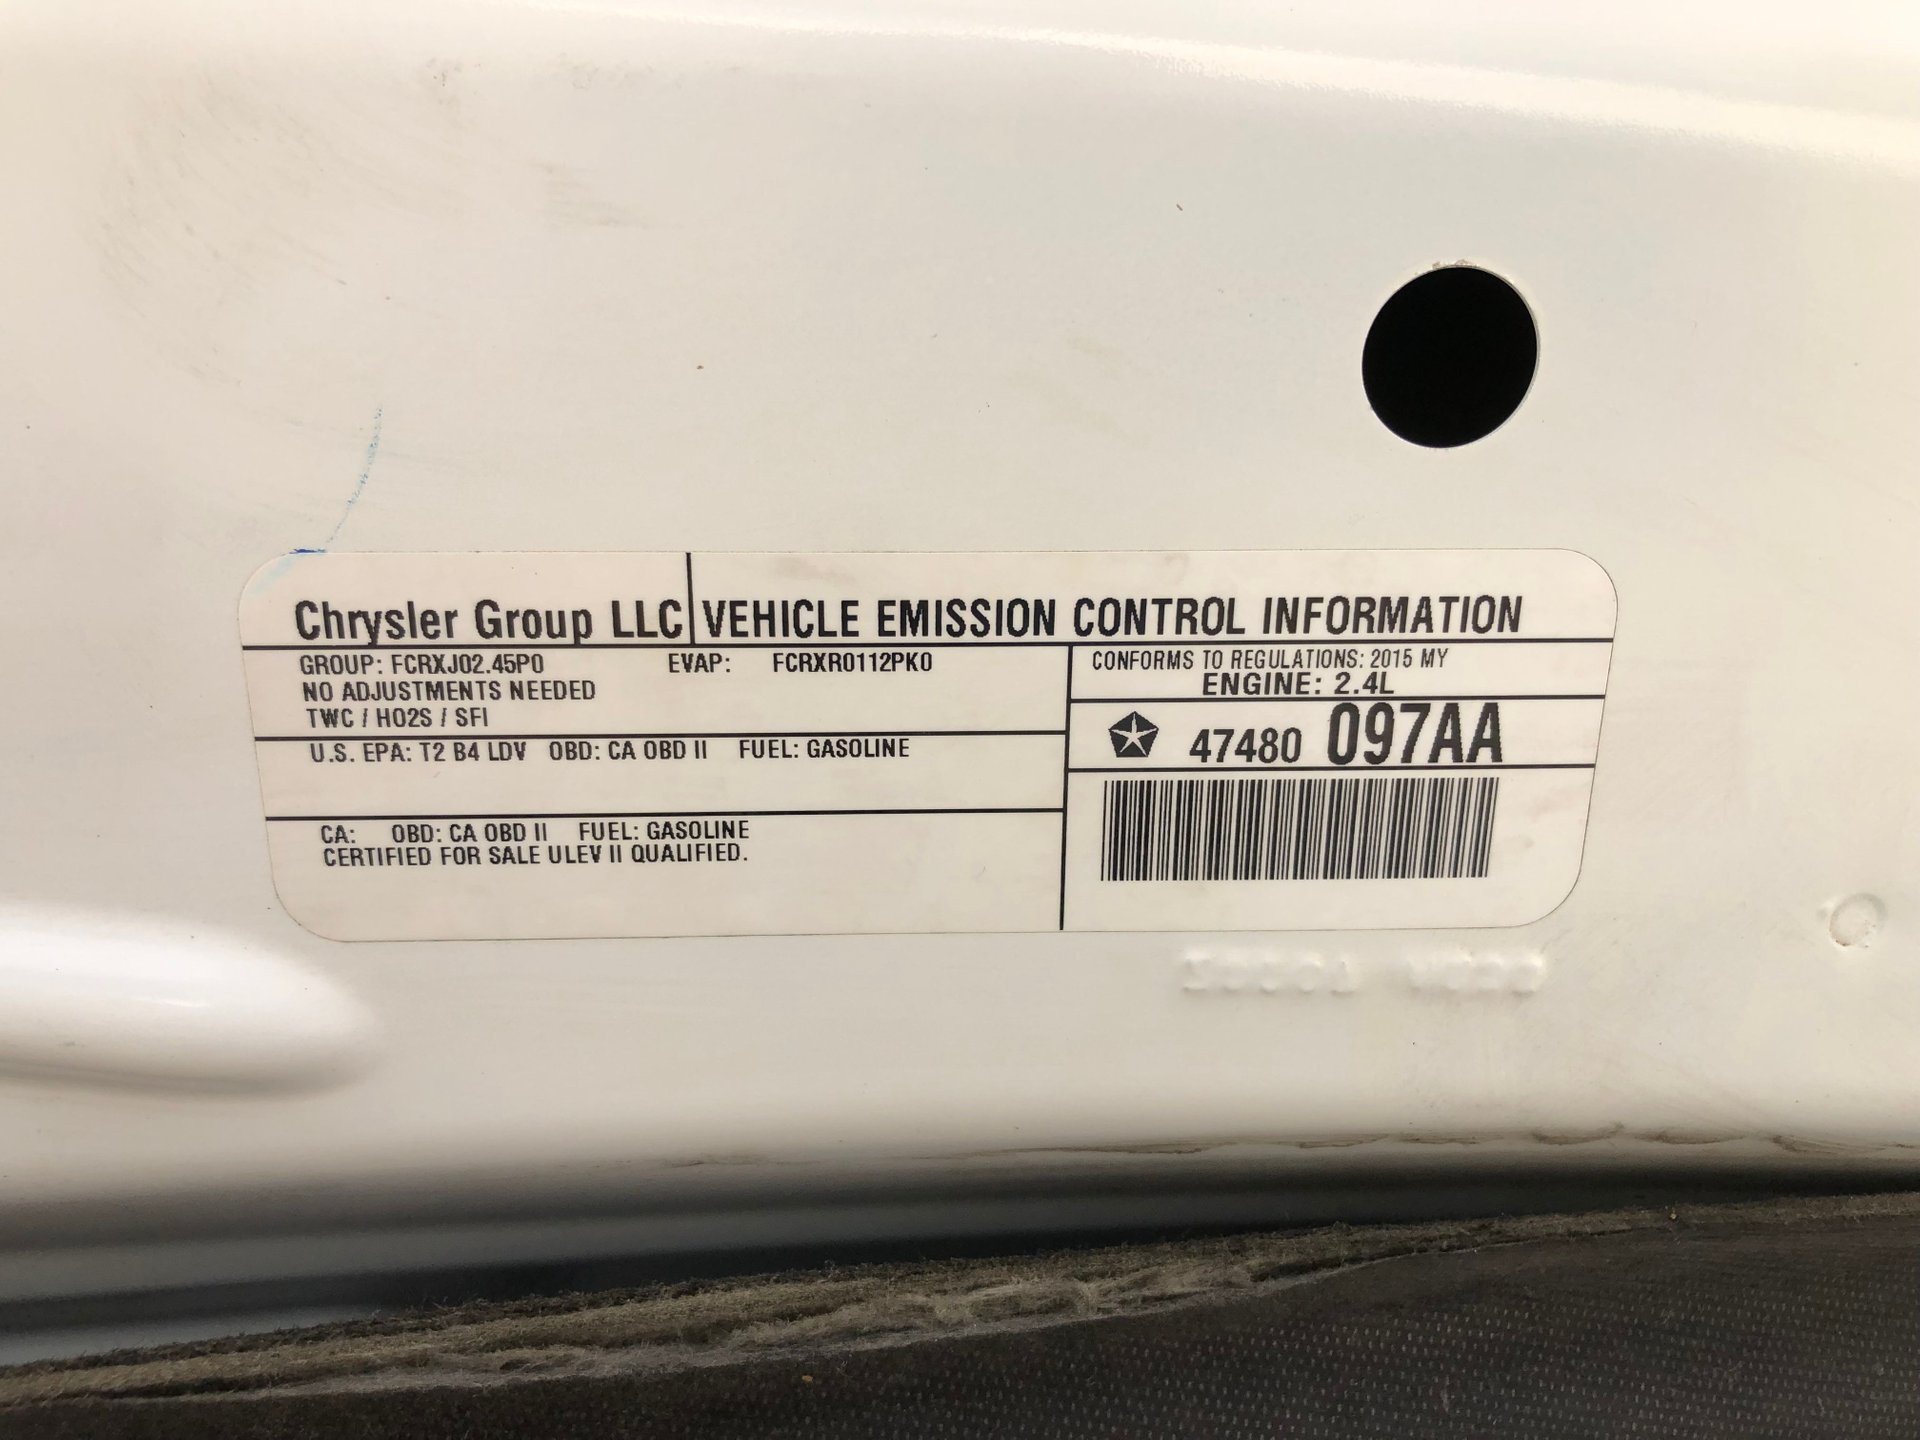 Chrysler Group LLC VEHICLE EMISSION CONTROL INFORMATION
GROUP: FCRXJ02.45P0 EVAP: FCRXR0112PK0
NO ADJUSTMENTS NEEDED
TWC / HO2S / SFI
CONFORMS TO REGULATIONS: 2015 MY
ENGINE: 2.4L
47480 097AA
U.S. EPA: T2 B4 LDV OBD: CA OBD II FUEL: GASOLINE
CA: OBD: CA OBD II FUEL: GASOLINE
CERTIFIED FOR SALE ULEV II QUALIFIED.